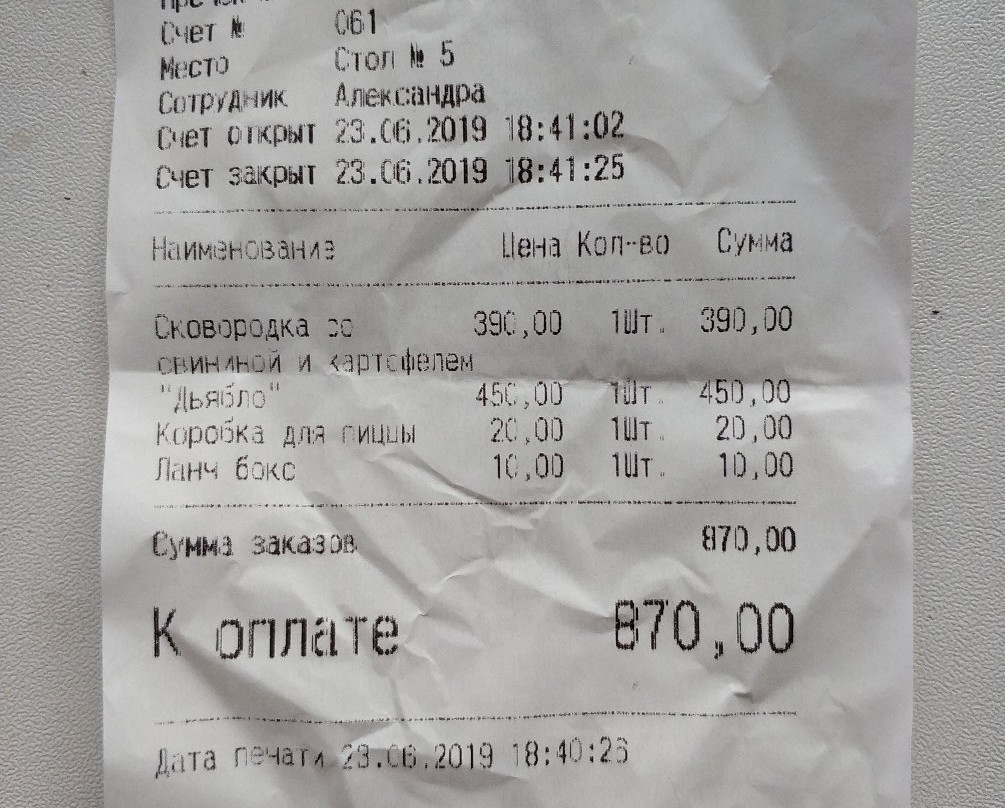 Счет № 061
Место Стол № 5
Сотрудник Александра
Счет открыт 23.06.2019 18:41:02
Счет закрыт 23.06.2019 18:41:25
Наименование Цена Кол-во Сумма
Сковородка со 390,00 1шт. 390,00
свининой и картофелем
"Дьябло" 450,00 1шт. 450,00
Коробка для пиццы 20,00 1шт. 20,00
Ланч бокс 10,00 1шт. 10,00
Сумма заказов 870,00
К оплате 870,00
Дата печати 23.06.2019 18:40:26